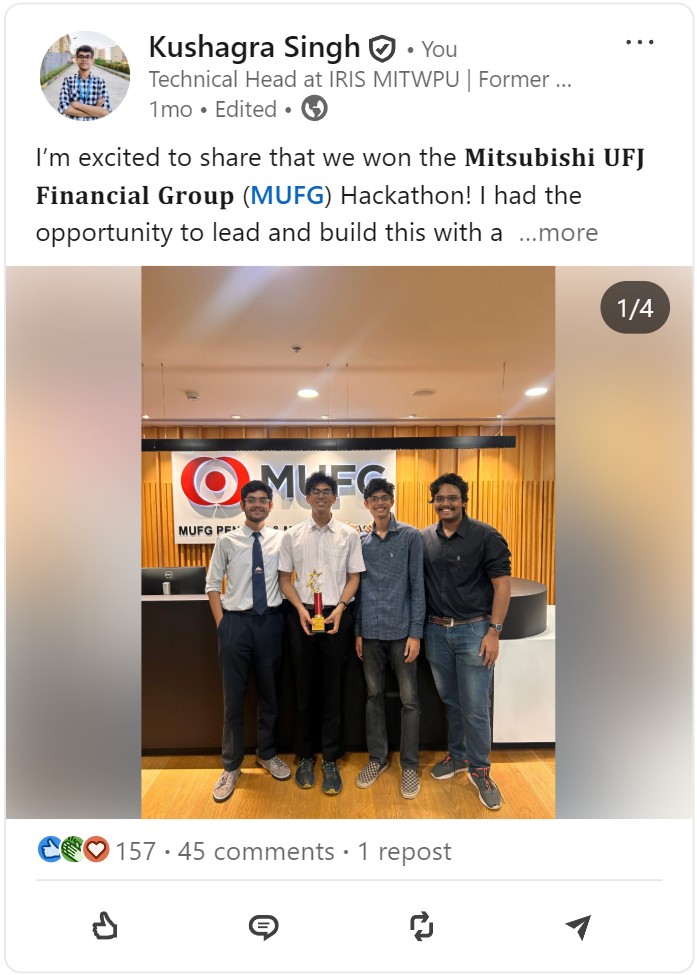 Kushagra Singh • You
Technical Head at IRIS MITWPU | Former ...
1mo • Edited •
I’m excited to share that we won the Mitsubishi UFJ
Financial Group (MUFG) Hackathon! I had the
opportunity to lead and build this with a ...more
1/4
MUFG
MUFG
157 · 45 comments · 1 repost